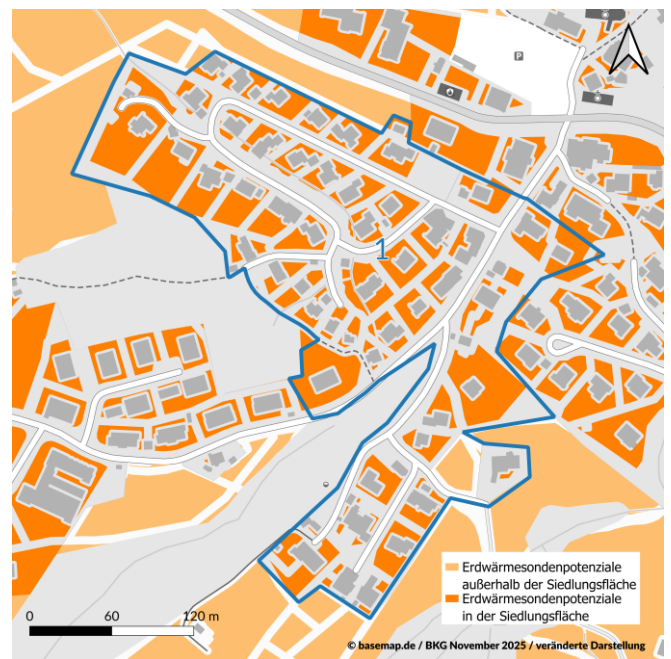 P
1
Erdwärmesondenpotenziale
außerhalb der Siedlungsfläche
Erdwärmesondenpotenziale
in der Siedlungsfläche
0 60 120 m
© basemap.de / BKG November 2025 / veränderte Darstellung